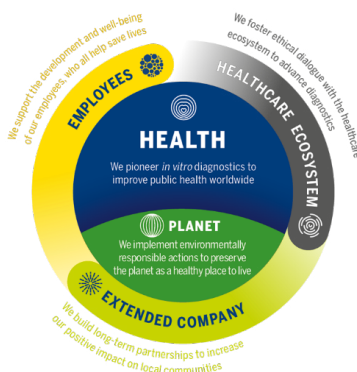 We support the development and well-being
of our employees, who all help save lives
EMPLOYEES
We foster ethical dialogue with the healthcare
ecosystem to advance diagnostics
HEALTHCARE ECOSYSTEM
HEALTH
We pioneer in vitro diagnostics to
improve public health worldwide
PLANET
We implement environmentally
responsible actions to preserve
the planet as a healthy place to live
EXTENDED COMPANY
We build long-term partnerships to increase
our positive impact on local communities